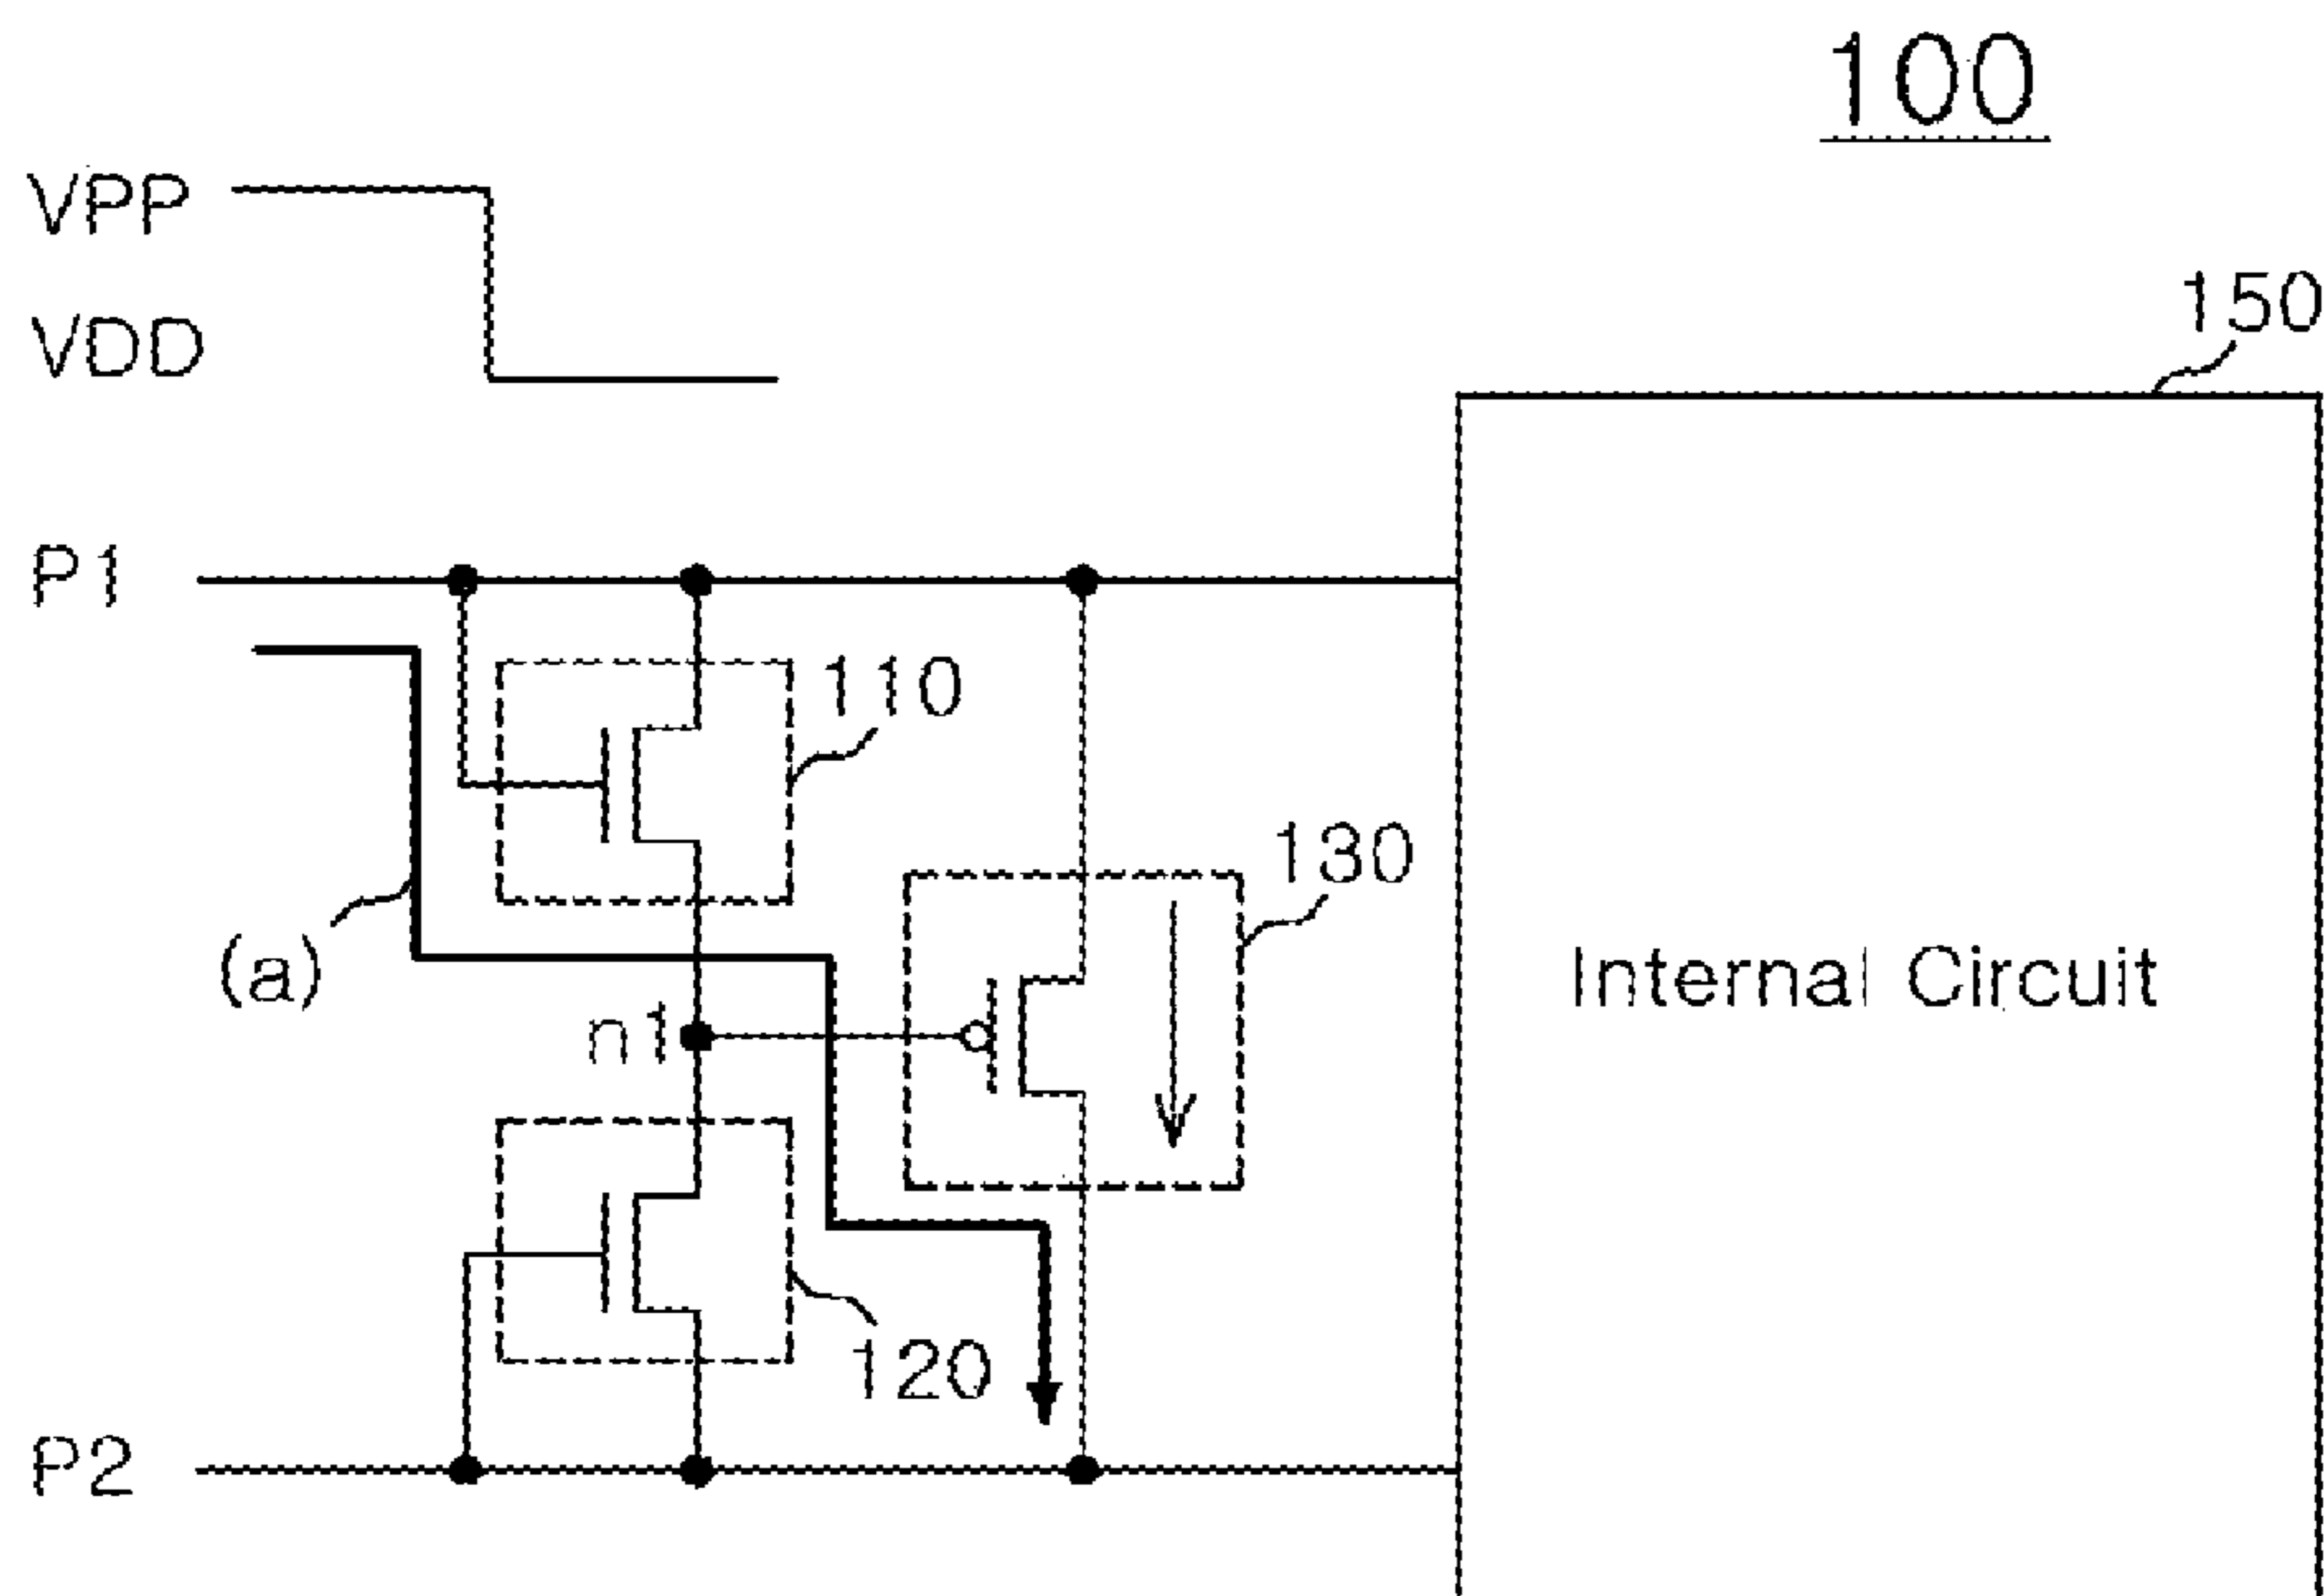 100
VPP
VDD
150
P1
110
130
(a)
Internal Circuit
n1
120
P2